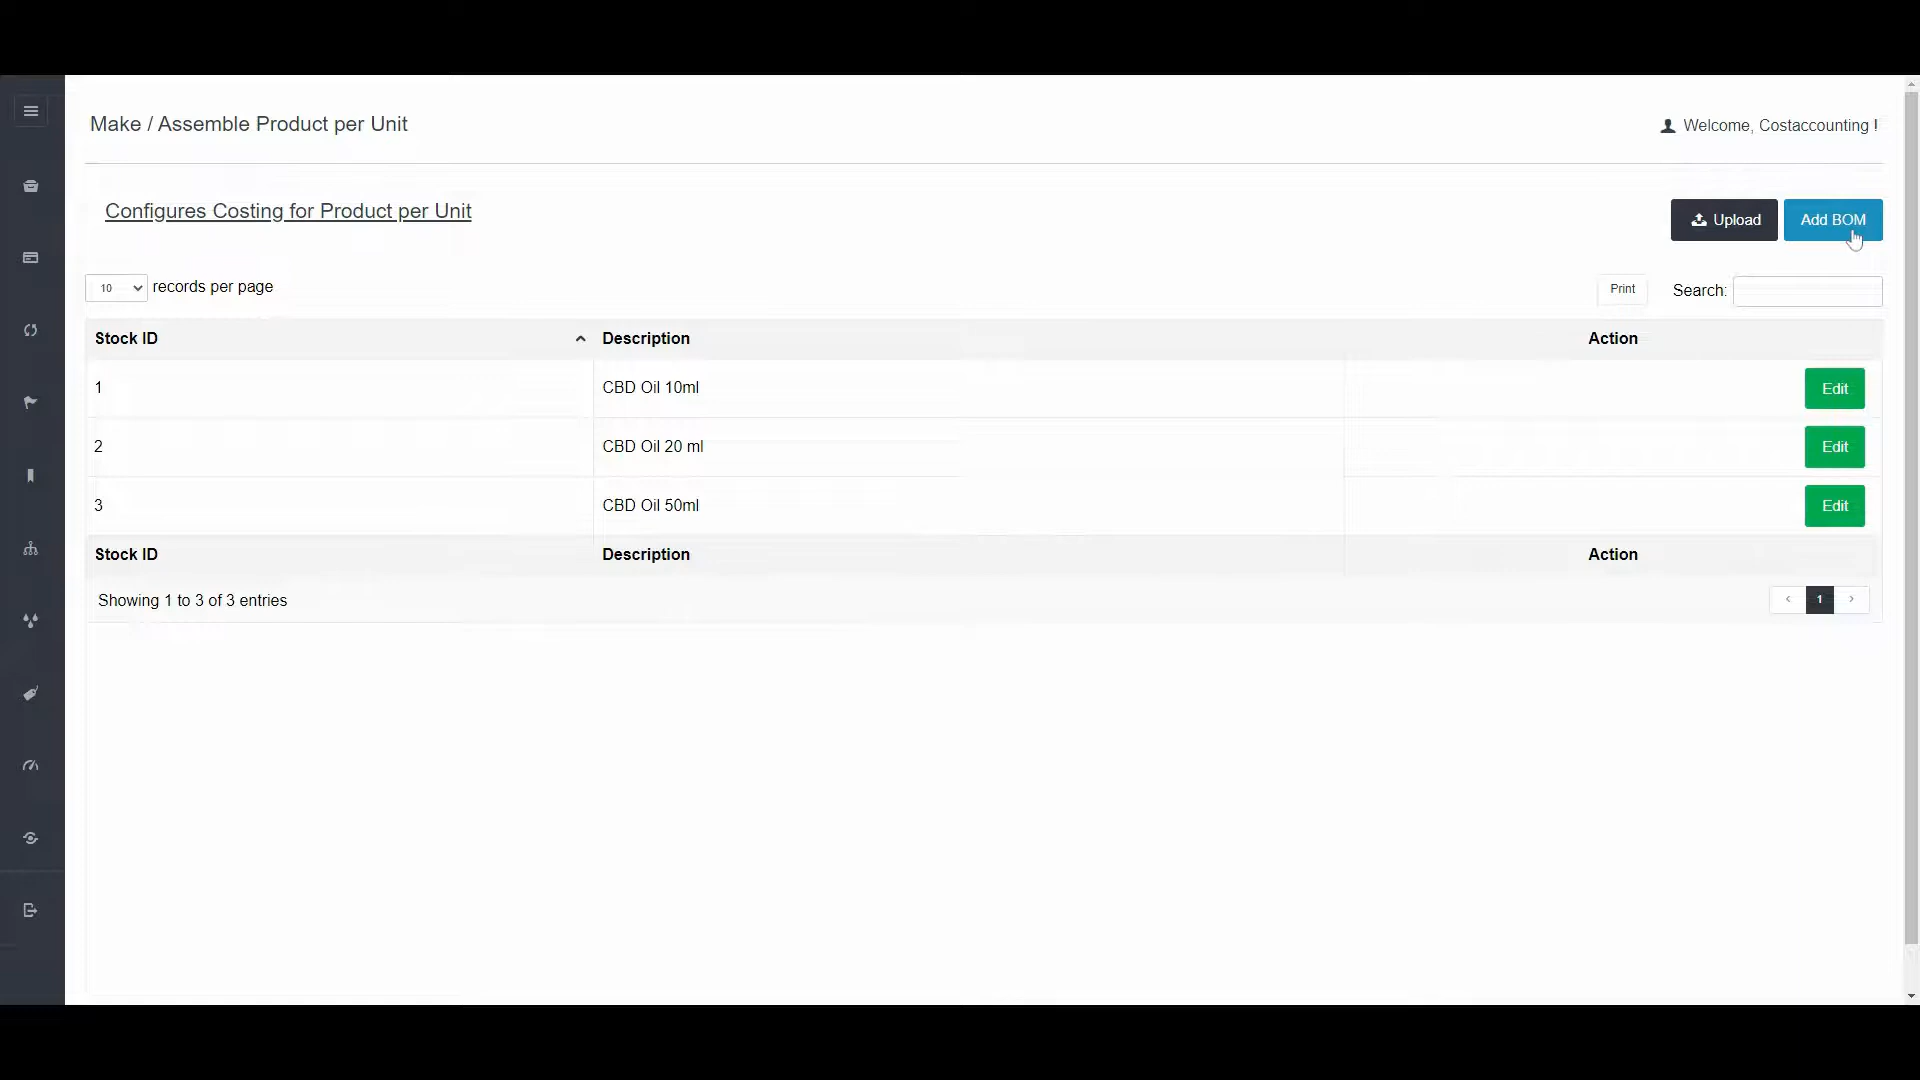 Make / Assemble Product per Unit
Welcome, Costaccounting !
Configures Costing for Product per Unit
Upload
Add BOM
10 records per page
Print
Search:
Stock ID Description Action
1 CBD Oil 10ml Edit
2 CBD Oil 20 ml Edit
3 CBD Oil 50ml Edit
Stock ID Description Action
Showing 1 to 3 of 3 entries
‹ 1 ›